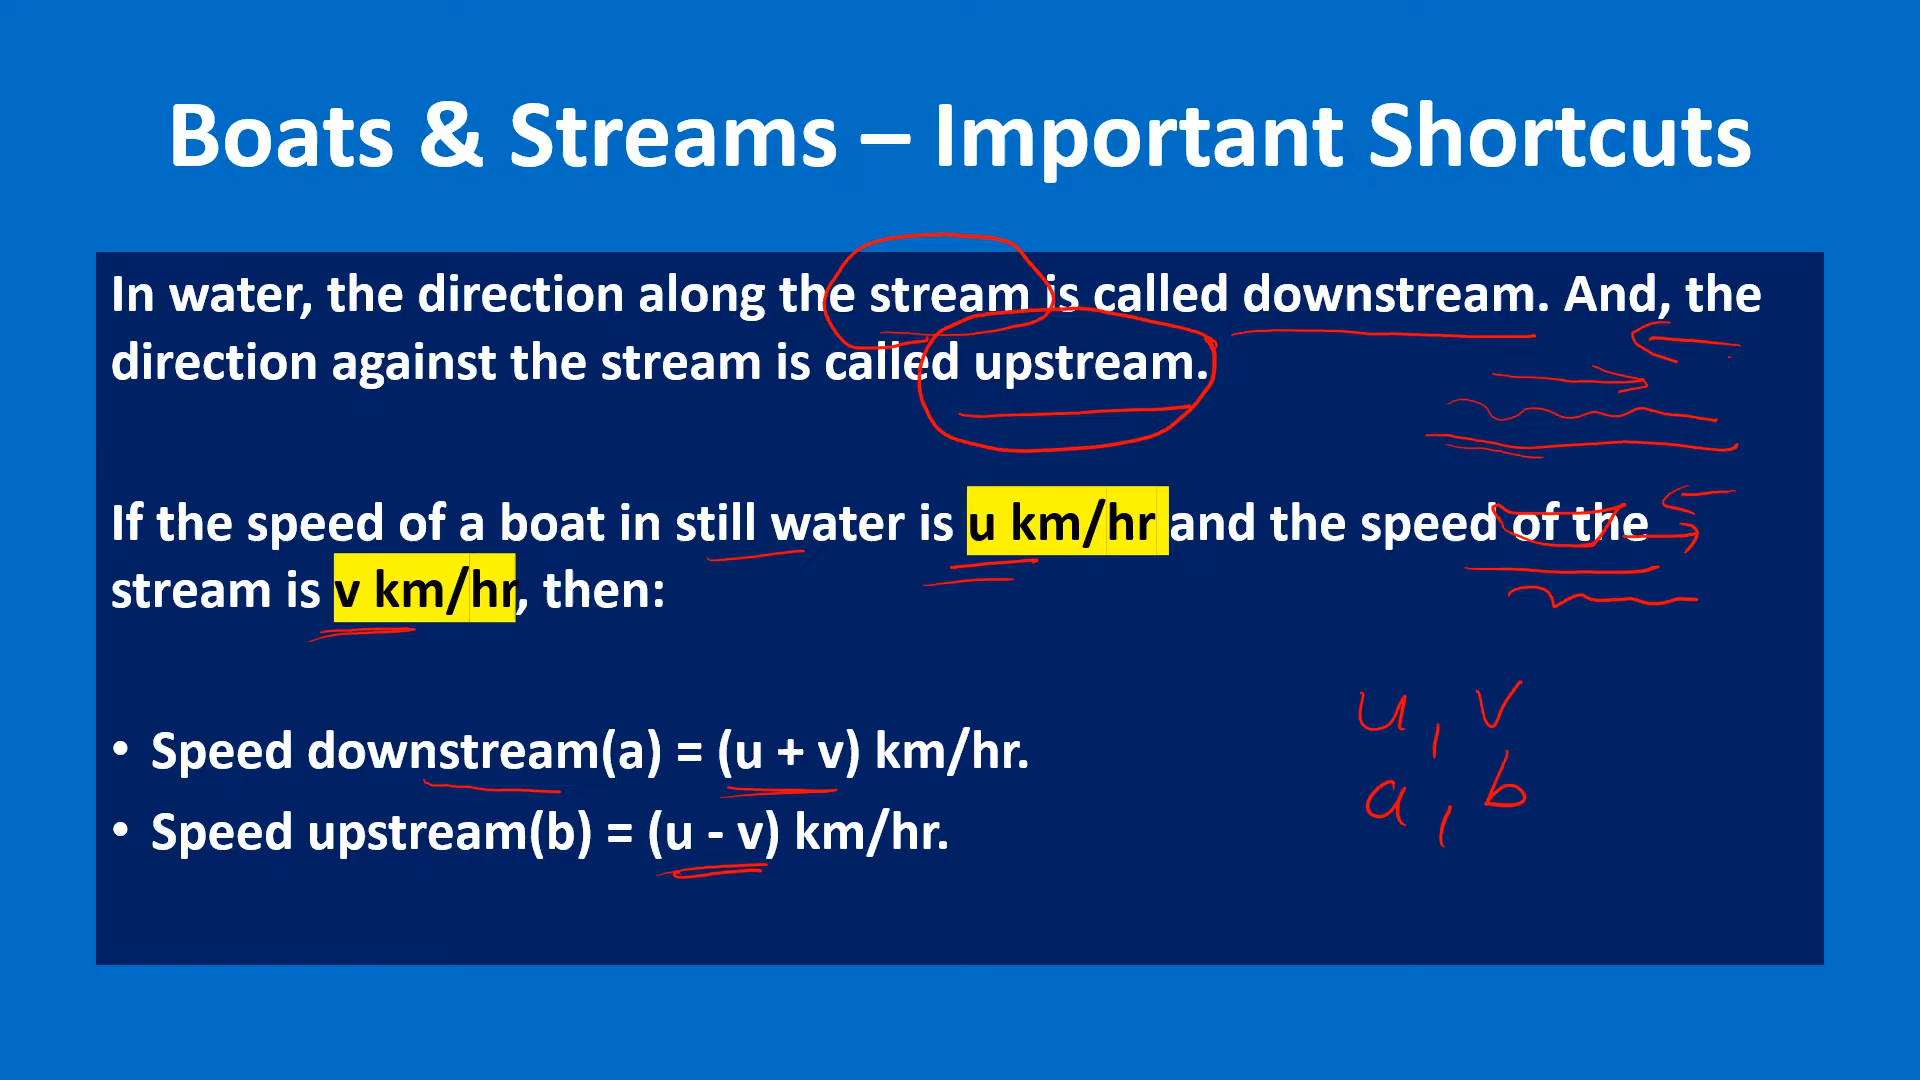 Boats & Streams – Important Shortcuts
In water, the direction along the stream is called downstream. And, the
direction against the stream is called upstream.
If the speed of a boat in still water is u km/hr and the speed of the
stream is v km/hr, then:
u, v
• Speed downstream(a) = (u + v) km/hr.
a, b
• Speed upstream(b) = (u - v) km/hr.